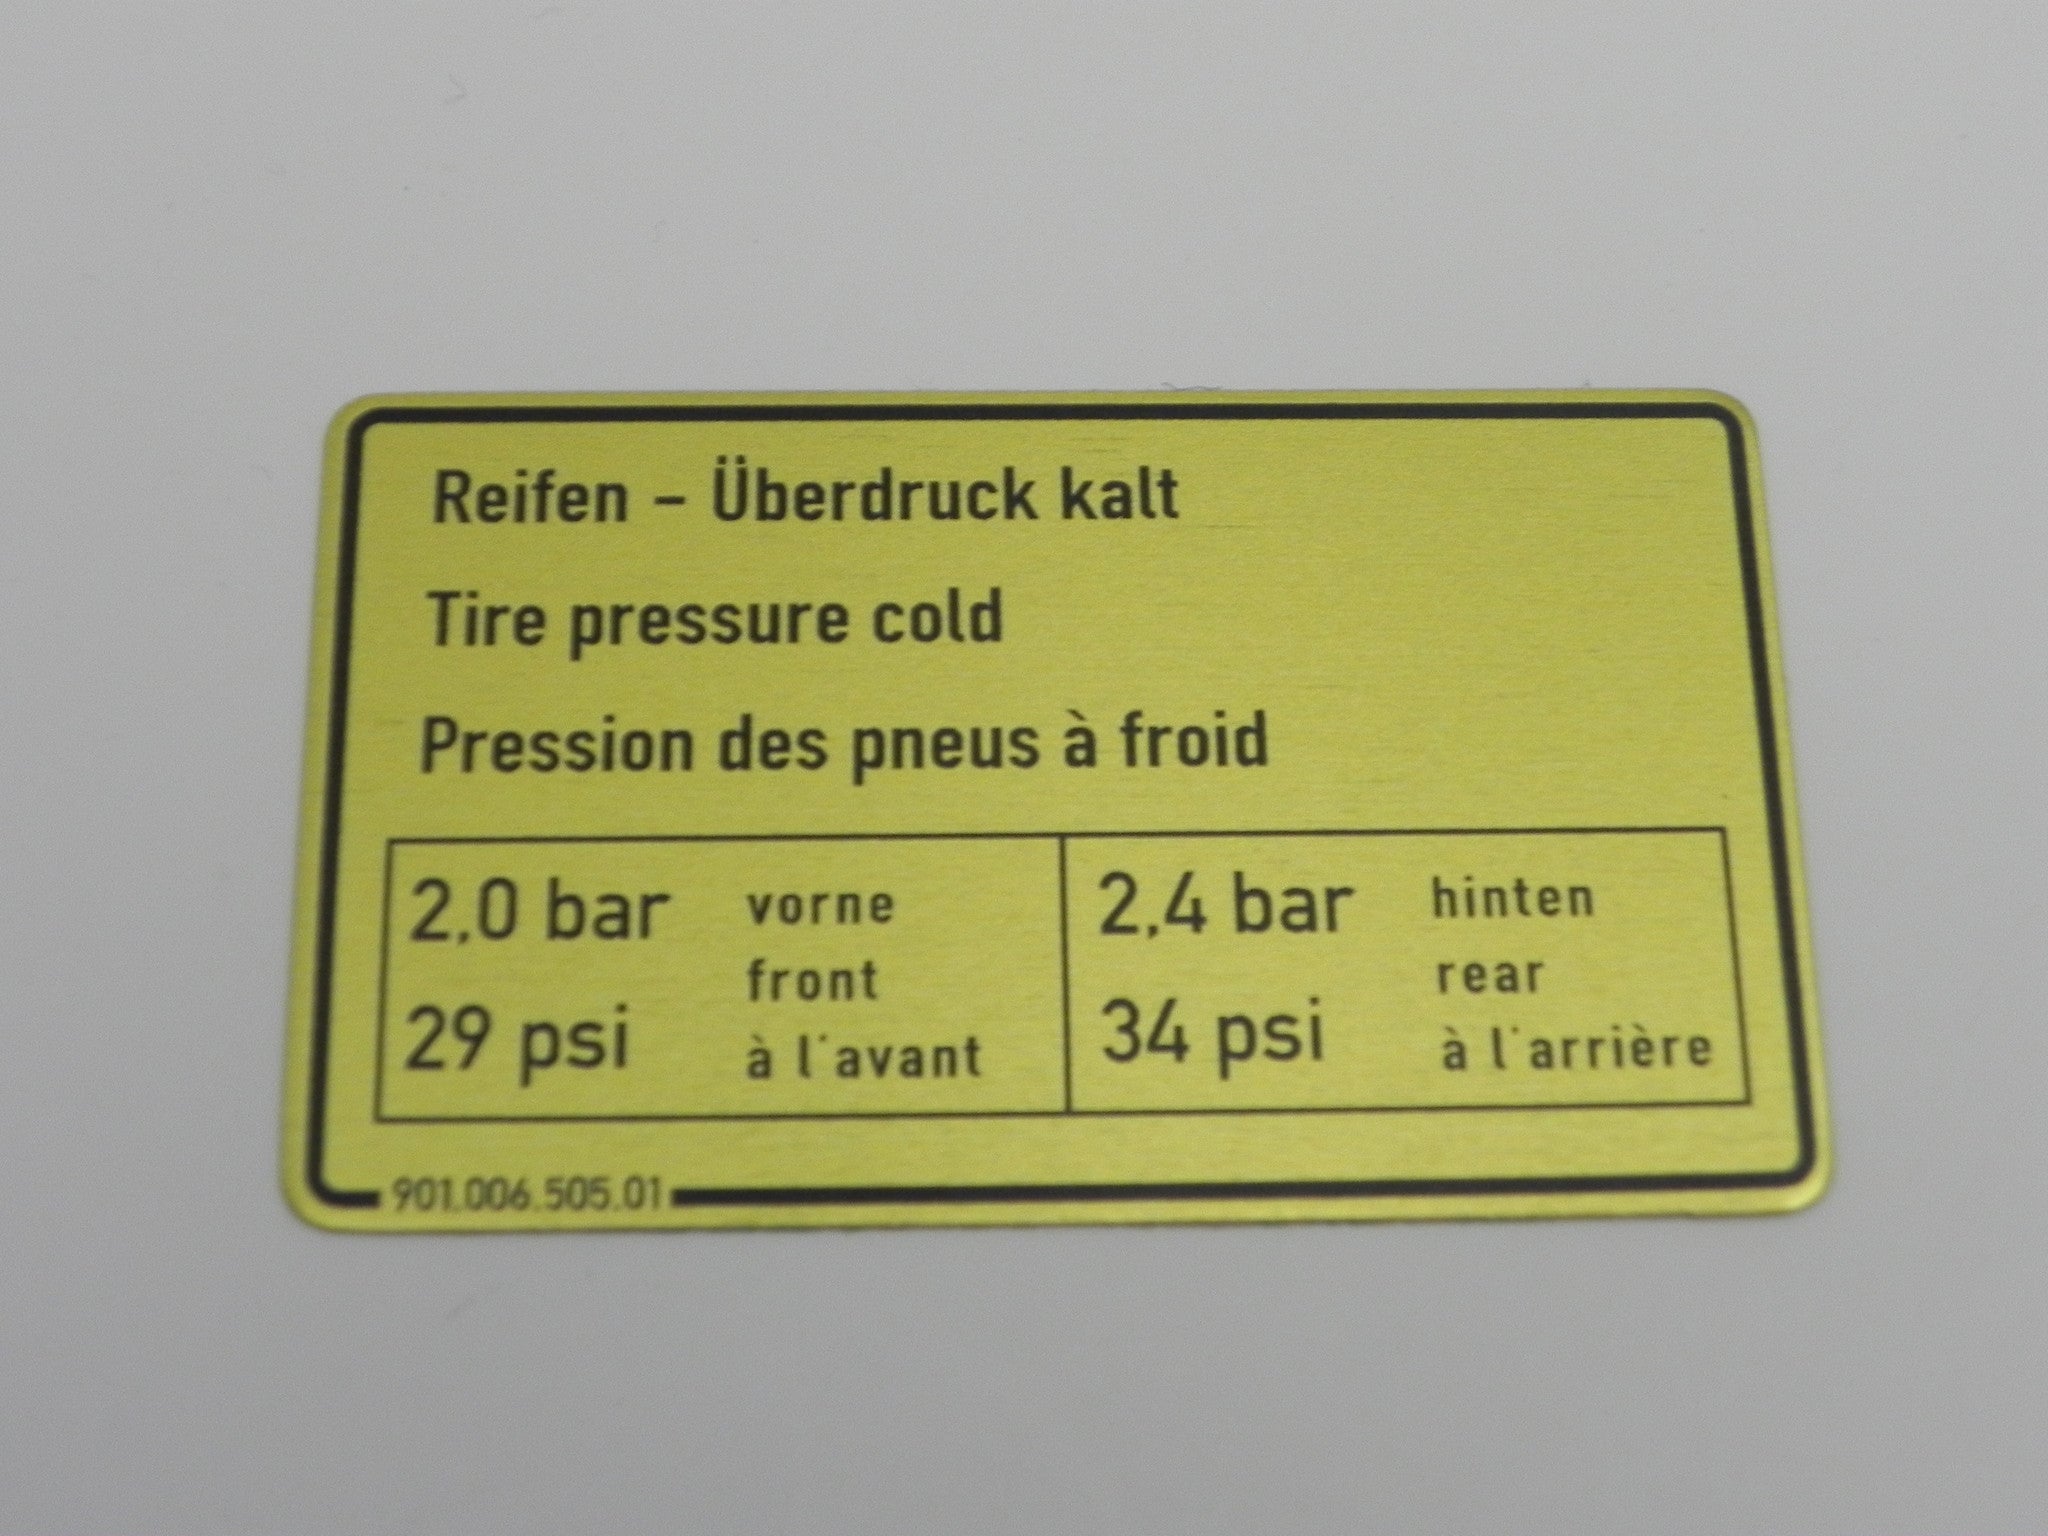 Reifen – Überdruck kalt
Tire pressure cold
Pression des pneus à froid
2,0 bar vorne
front
29 psi à l'avant
2,4 bar hinten
rear
34 psi à l'arrière
901.006.505.01